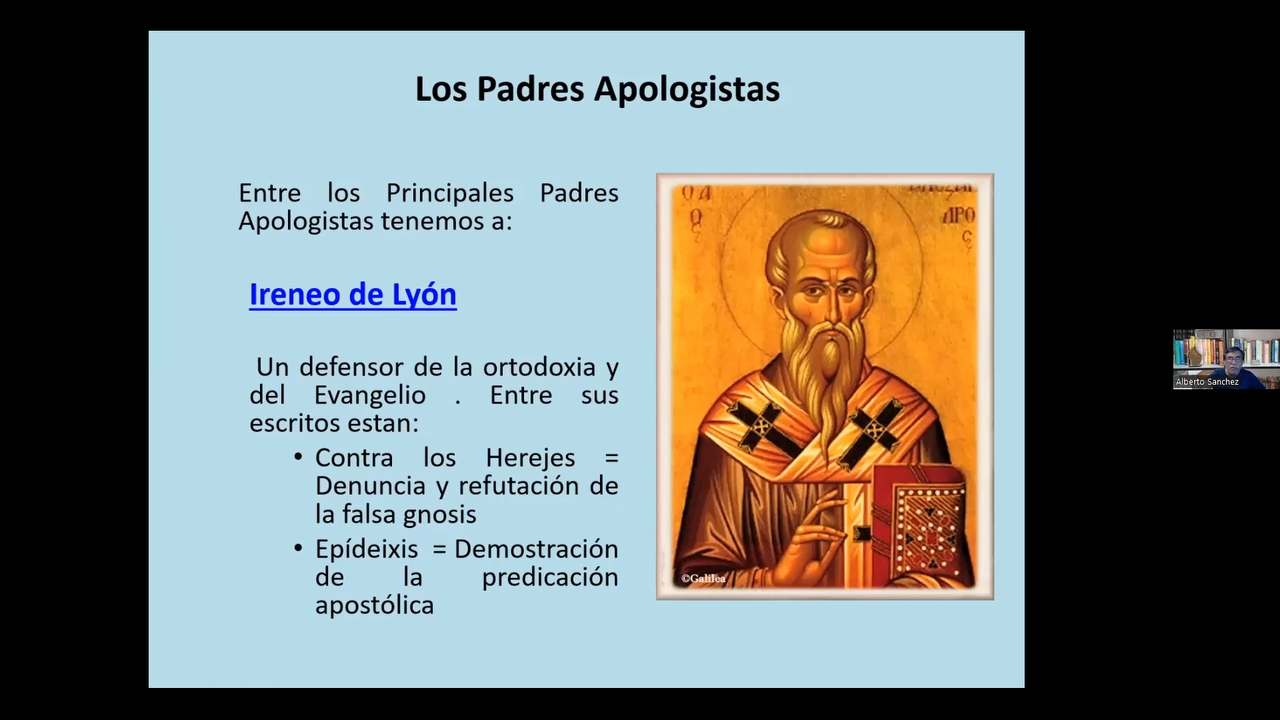 Los Padres Apologistas
Entre los Principales Padres
Apologistas tenemos a:
Ireneo de Lyón
Un defensor de la ortodoxia y
del Evangelio . Entre sus
escritos estan:
• Contra los Herejes =
Denuncia y refutación de
la falsa gnosis
• Epídeixis = Demostración
de la predicación
apostólica
©Galilea
Alberto Sanchez